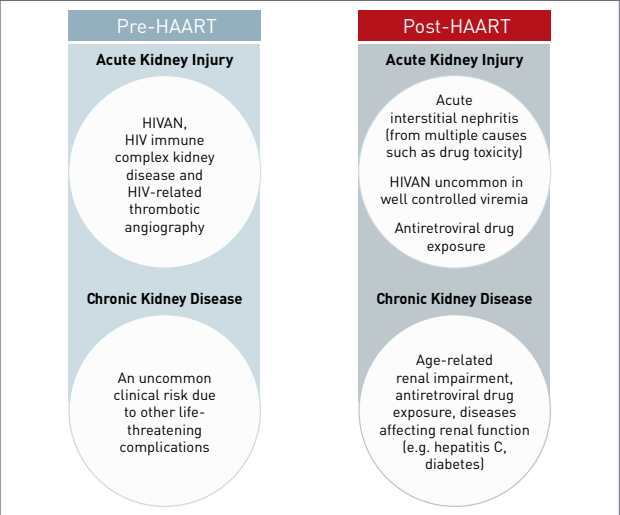 Pre-HAART
Acute Kidney Injury
HIVAN,
HIV immune
complex kidney
disease and
HIV-related
thrombotic
angiography
Chronic Kidney Disease
An uncommon
clinical risk due
to other life-
threatening
complications
Post-HAART
Acute Kidney Injury
Acute
interstitial nephritis
(from multiple causes
such as drug toxicity)
HIVAN uncommon in
well controlled viremia
Antiretroviral drug
exposure
Chronic Kidney Disease
Age-related
renal impairment,
antiretroviral drug
exposure, diseases
affecting renal function
(e.g. hepatitis C,
diabetes)